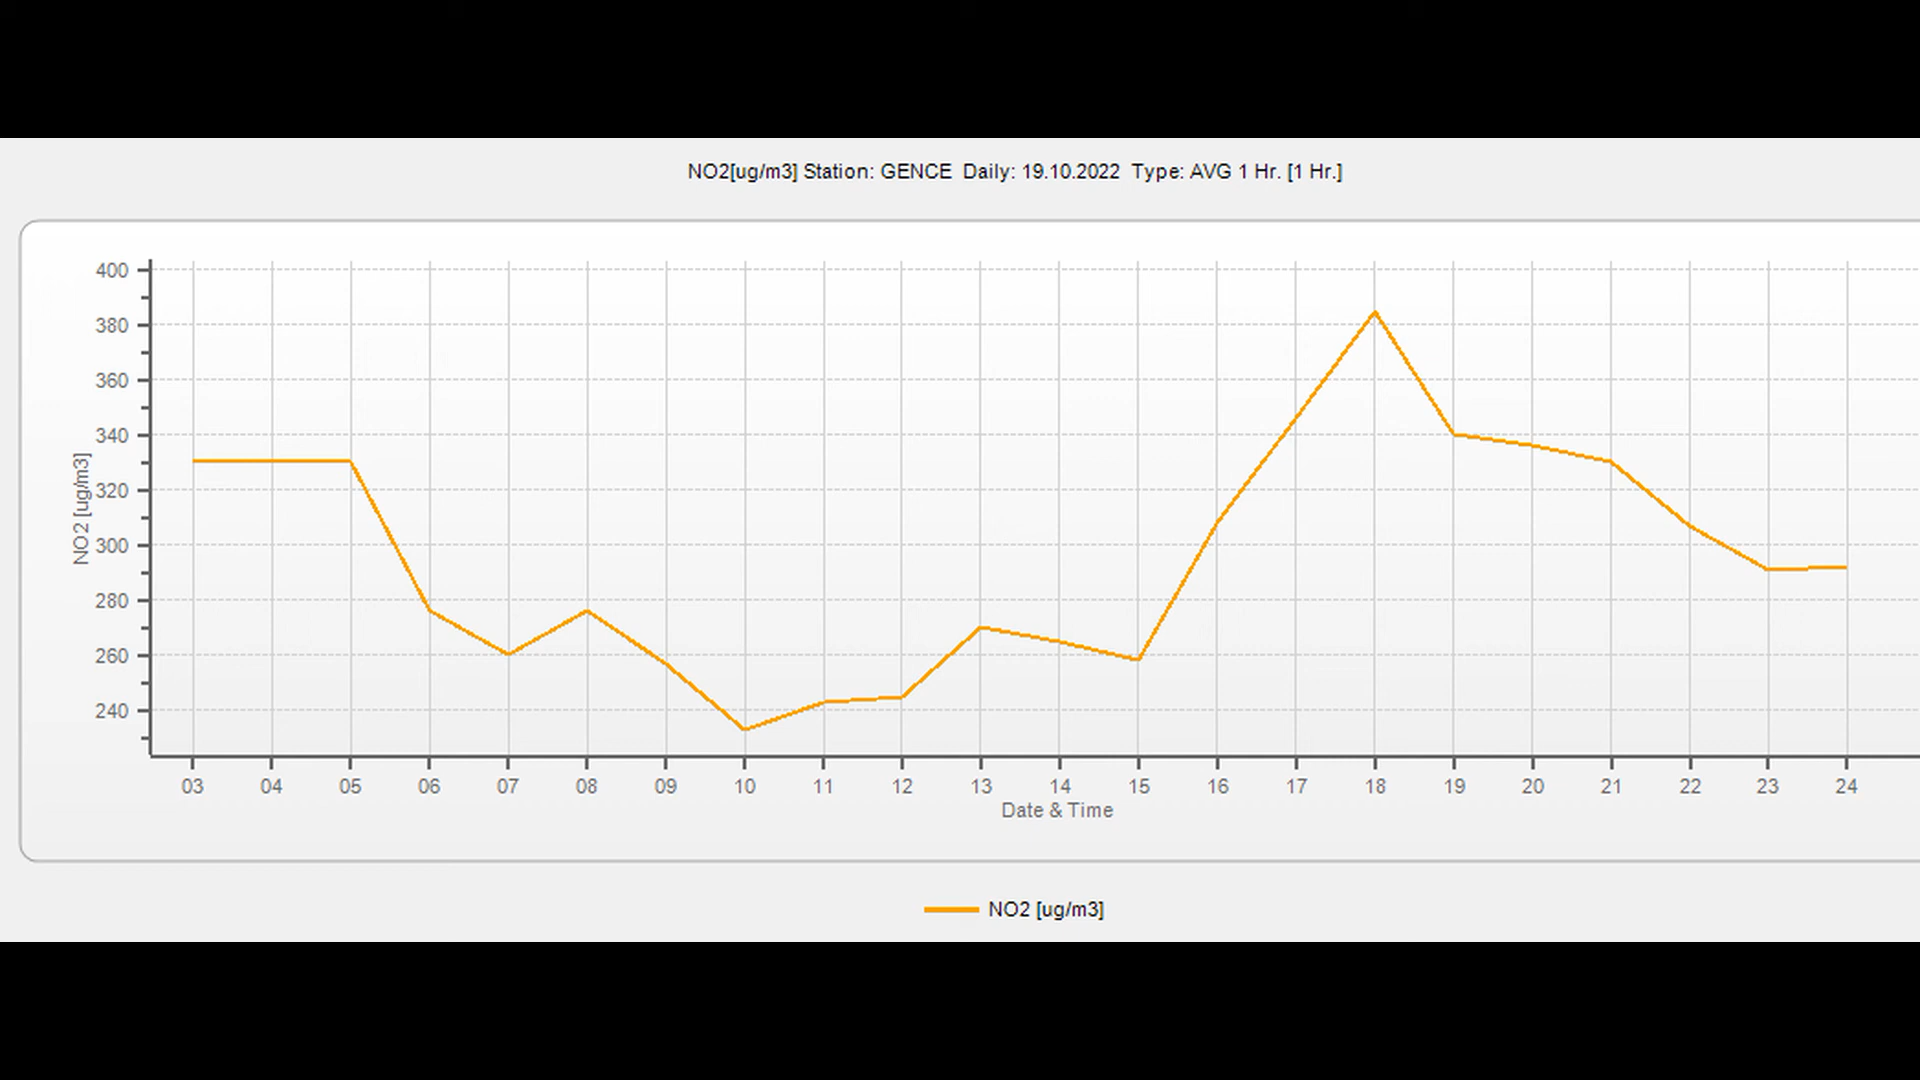 NO2[ug/m3] Station: GENCE Daily: 19.10.2022 Type: AVG 1 Hr. [1 Hr.]
400
380
360
340
320
300
280
260
240
NO2 [ug/m3]
03 04 05 06 07 08 09 10 11 12 13 14 15 16 17 18 19 20 21 22 23 24
Date & Time
NO2 [ug/m3]